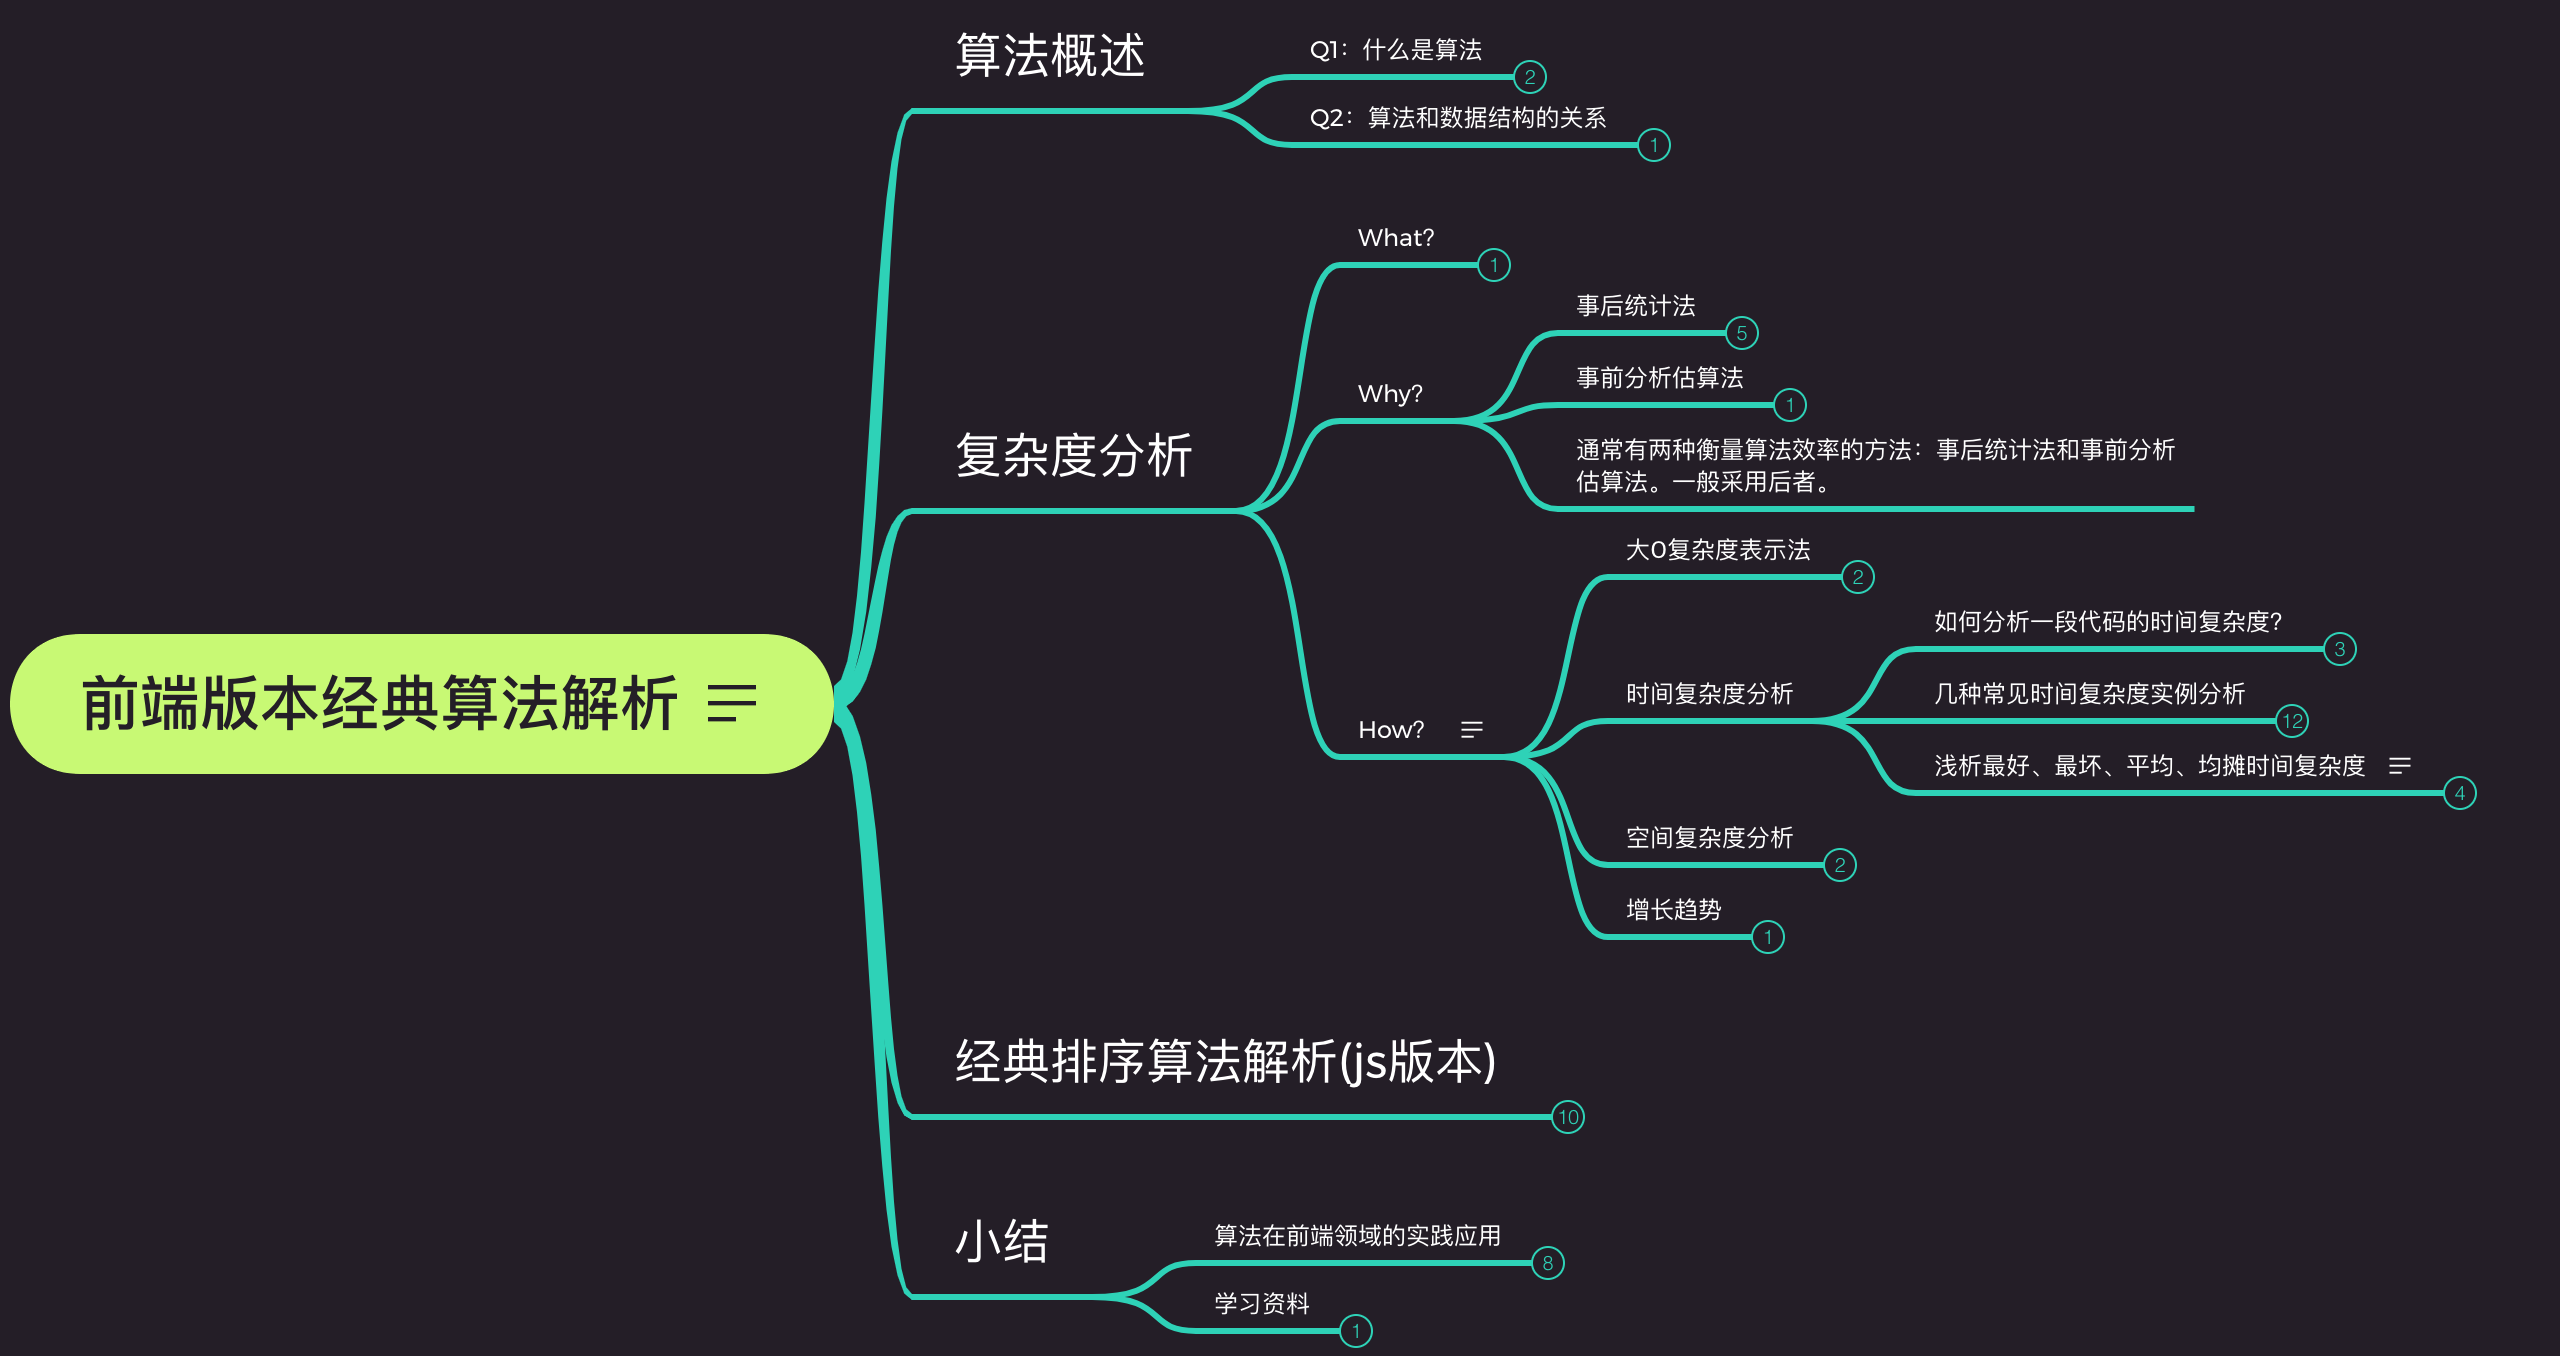 前端版本经典算法解析
算法概述
Q1：什么是算法
2
Q2：算法和数据结构的关系
1
复杂度分析
What?
1
Why?
事后统计法
5
事前分析估算法
1
通常有两种衡量算法效率的方法：事后统计法和事前分析
估算法。一般采用后者。
How?
大O复杂度表示法
2
时间复杂度分析
如何分析一段代码的时间复杂度?
3
几种常见时间复杂度实例分析
12
浅析最好、最坏、平均、均摊时间复杂度
4
空间复杂度分析
2
增长趋势
1
经典排序算法解析(js版本)
10
小结
算法在前端领域的实践应用
8
学习资料
1